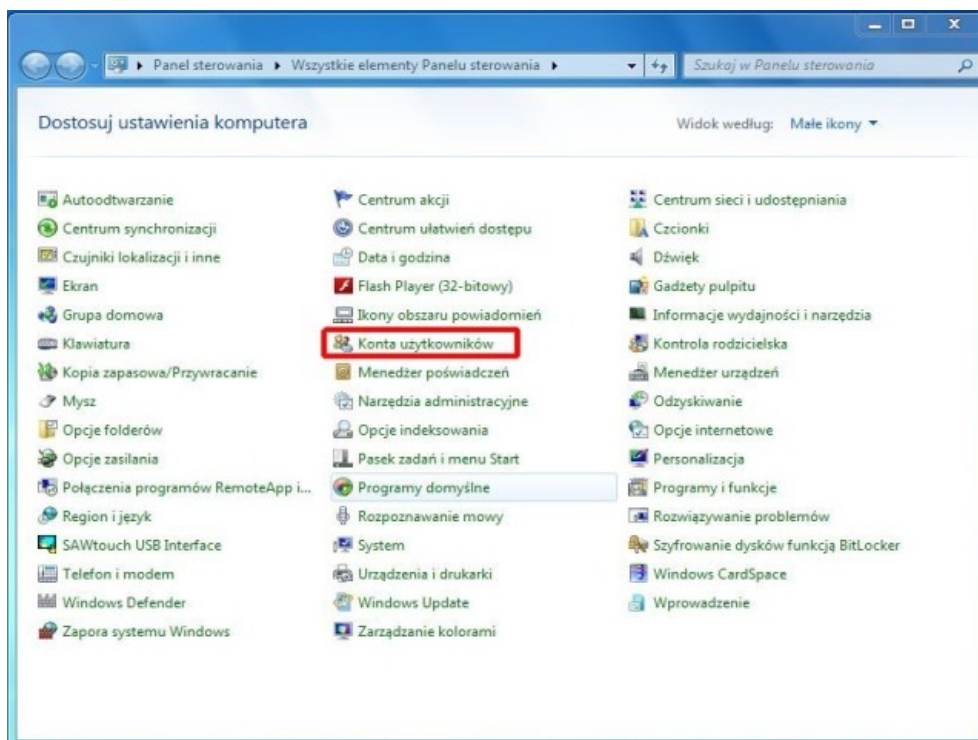 Panel sterowania Wszystkie elementy Panelu sterowania Szukaj w Panelu sterowania
Dostosuj ustawienia komputera Widok według: Małe ikony
Autoodtwarzanie Centrum akcji Centrum sieci i udostępniania
Centrum synchronizacji Centrum ułatwień dostępu Czcionki
Czujniki lokalizacji i inne Data i godzina Dźwięk
Ekran Flash Player (32-bitowy) Gadżety pulpitu
Grupa domowa Ikony obszaru powiadomień Informacje wydajności i narzędzia
Klawiatura Konta użytkowników Kontrola rodzicielska
Kopia zapasowa/Przywracanie Menedżer poświadczeń Menedżer urządzeń
Mysz Narzędzia administracyjne Odzyskiwanie
Opcje folderów Opcje indeksowania Opcje internetowe
Opcje zasilania Pasek zadań i menu Start Personalizacja
Połączenia programów RemoteApp i... Programy domyślne Programy i funkcje
Region i język Rozpoznawanie mowy Rozwiązywanie problemów
SAWtouch USB Interface System Szyfrowanie dysków funkcją BitLocker
Telefon i modem Urządzenia i drukarki Windows CardSpace
Windows Defender Windows Update Wprowadzenie
Zapora systemu Windows Zarządzanie kolorami